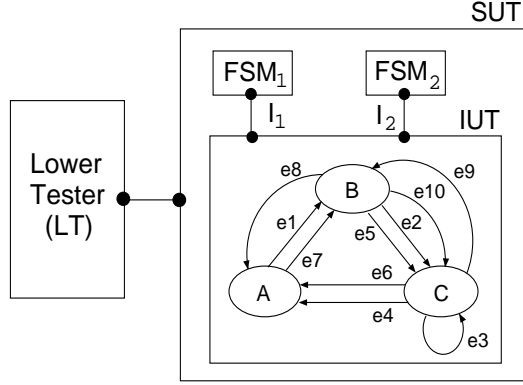 SUT
FSM1
FSM2
I1
I2
IUT
Lower
Tester
(LT)
e8
B
e9
e10
e1
e2
e5
e7
A
e6
C
e4
e3